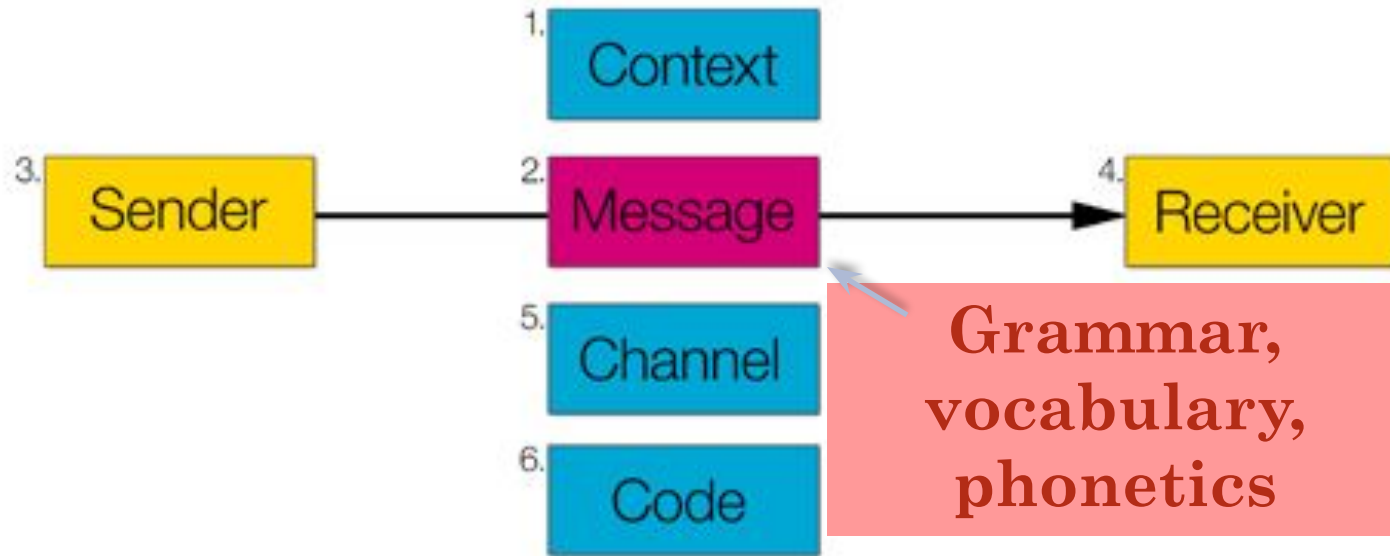 1. Context
3. Sender
2. Message
4. Receiver
5. Channel
Grammar,
vocabulary,
phonetics
6. Code